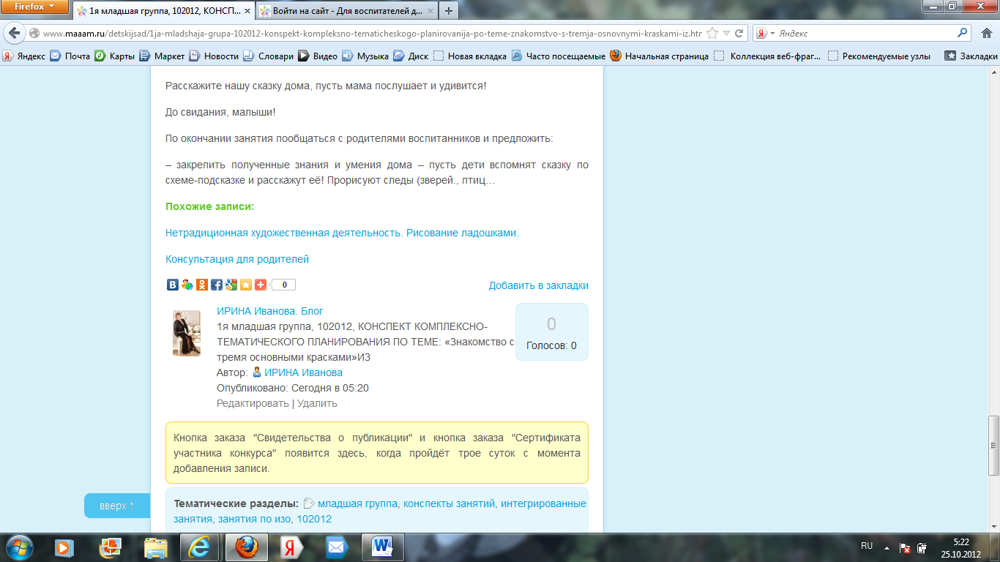 Firefox
1я младшая группа, 102012, КОНСП...
Войти на сайт - Для воспитателей д...
www.maaam.ru/detskijsad/1ja-mladshaja-grupa-102012-konspekt-kompleksno-tematicheskogo-planirovanija-po-teme-znakomstvo-s-tremja-osnovnymi-kraskami-iz.htm
Яндекс
Яндекс Почта Карты Маркет Новости Словари Видео Музыка Диск Новая вкладка Часто посещаемые Начальная страница Коллекция веб-фраг... Рекомендуемые узлы Закладки
Расскажите нашу сказку дома, пусть мама послушает и удивится!
До свидания, малыши!
По окончании занятия пообщаться с родителями воспитанников и предложить:
– закрепить полученные знания и умения дома – пусть дети вспомнят сказку по
схеме-подсказке и расскажут её! Прорисуют следы (зверей., птиц…
Похожие записи:
Нетрадиционная художественная деятельность. Рисование ладошками.
Консультация для родителей
0
Добавить в закладки
ИРИНА Иванова. Блог
1я младшая группа, 102012, КОНСПЕКТ КОМПЛЕКСНО-
ТЕМАТИЧЕСКОГО ПЛАНИРОВАНИЯ ПО ТЕМЕ: «Знакомство с
тремя основными красками»ИЗ
Автор: ИРИНА Иванова
Опубликовано: Сегодня в 05:20
Редактировать | Удалить
0
Голосов: 0
Кнопка заказа "Свидетельства о публикации" и кнопка заказа "Сертификата
участника конкурса" появится здесь, когда пройдёт трое суток с момента
добавления записи.
вверх ↑
Тематические разделы: младшая группа, конспекты занятий, интегрированные
занятия, занятия по изо, 102012
RU
5:22
25.10.2012